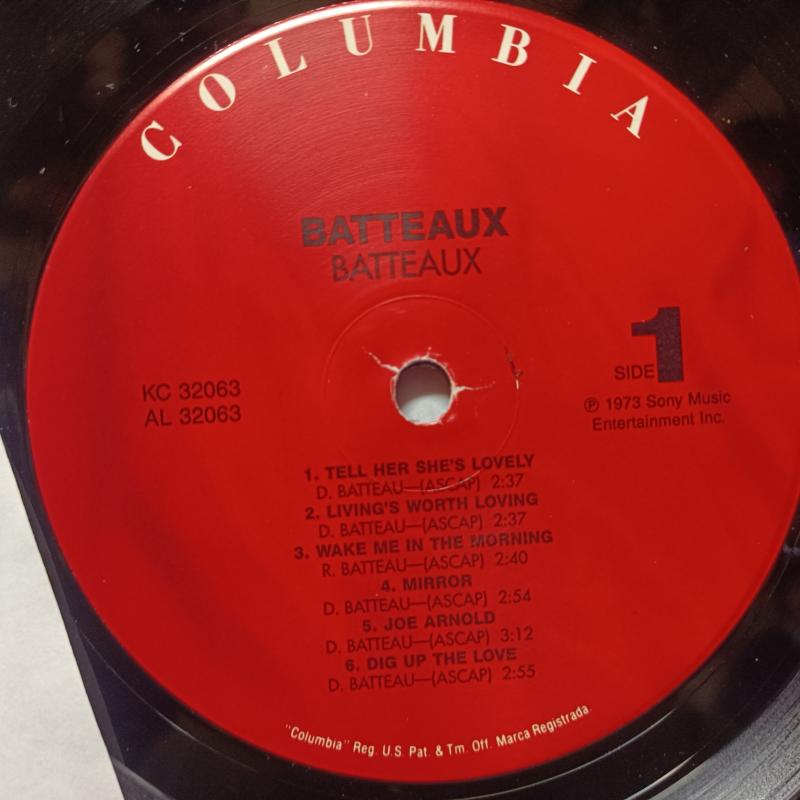 COLUMBIA
BATTEAUX
BATTEAUX
KC 32063
AL 32063
SIDE 1
℗ 1973 Sony Music
Entertainment Inc.
1. TELL HER SHE'S LOVELY
D. BATTEAU—(ASCAP) 2:37
2. LIVING'S WORTH LOVING
D. BATTEAU—(ASCAP) 2:37
3. WAKE ME IN THE MORNING
R. BATTEAU—(ASCAP) 2:40
4. MIRROR
D. BATTEAU—(ASCAP) 2:54
5. JOE ARNOLD
D. BATTEAU—(ASCAP) 3:12
6. DIG UP THE LOVE
D. BATTEAU—(ASCAP) 2:55
"Columbia" Reg. U.S. Pat. & Tm. Off. Marca Registrada.